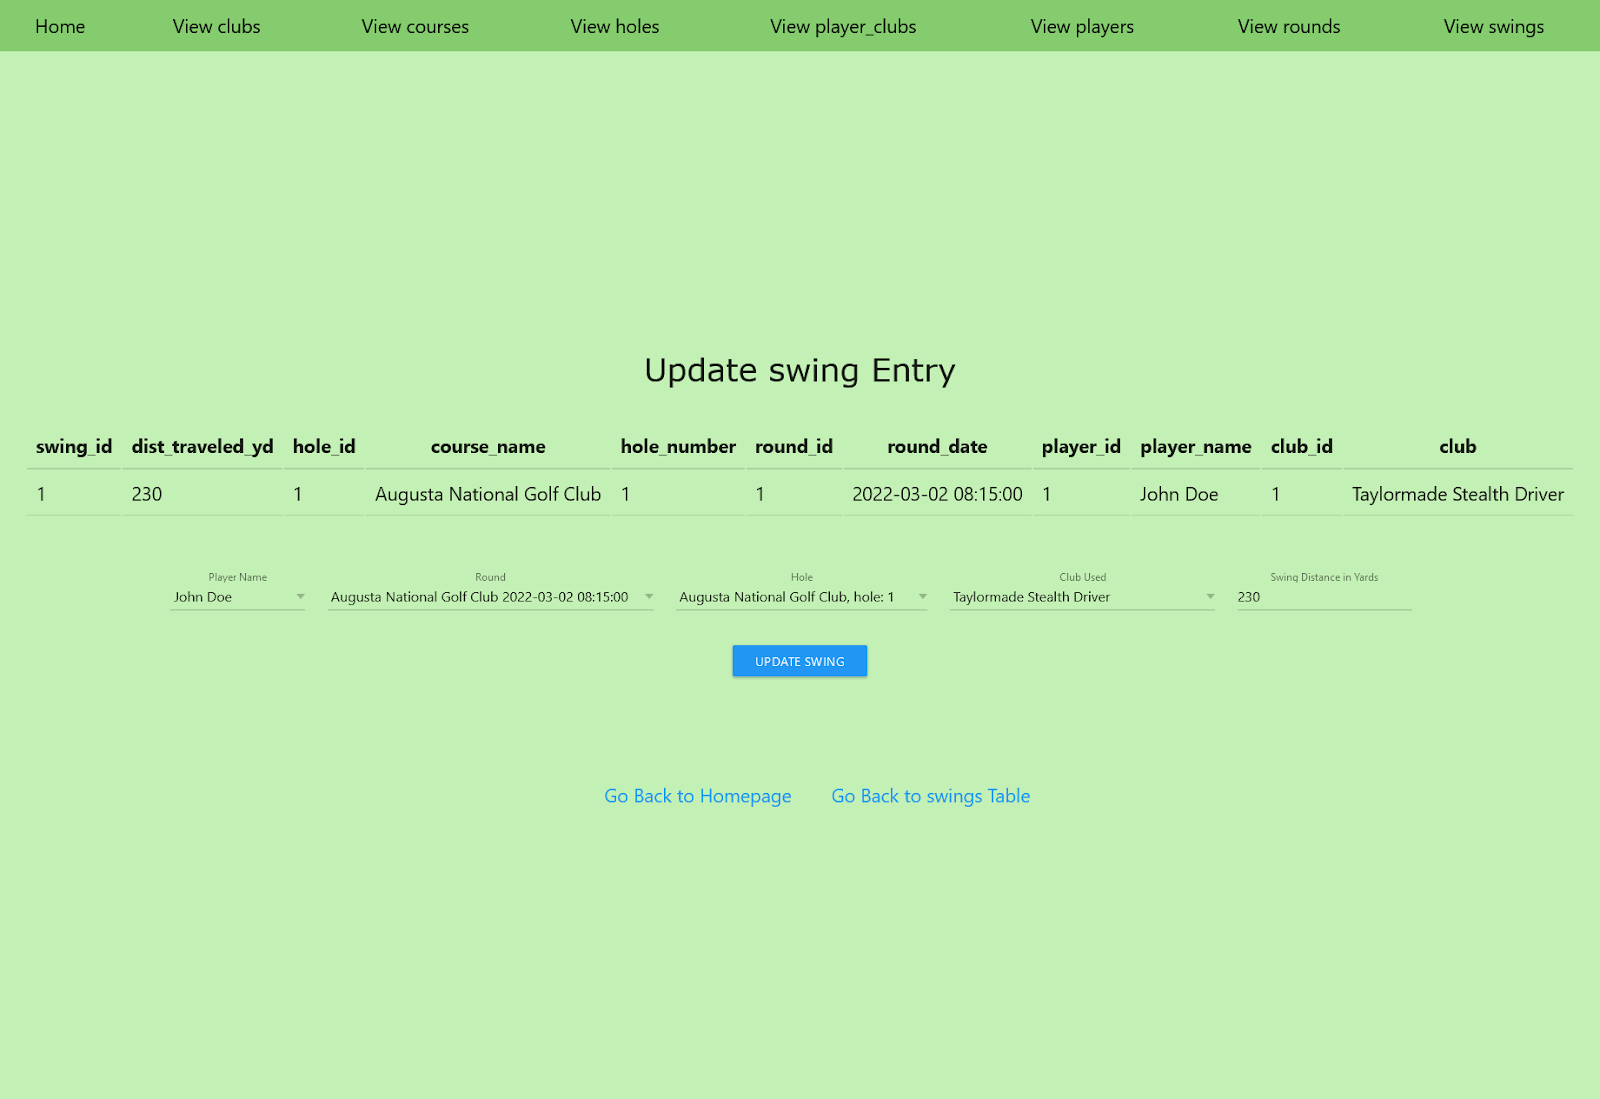 Home View clubs View courses View holes View player_clubs View players View rounds View swings
Update swing Entry
swing_id dist_traveled_yd hole_id course_name hole_number round_id round_date player_id player_name club_id club
1 230 1 Augusta National Golf Club 1 1 2022-03-02 08:15:00 1 John Doe 1 Taylormade Stealth Driver
Player Name Round Hole Club Used Swing Distance in Yards
John Doe Augusta National Golf Club 2022-03-02 08:15:00 Augusta National Golf Club, hole: 1 Taylormade Stealth Driver 230
UPDATE SWING
Go Back to Homepage Go Back to swings Table